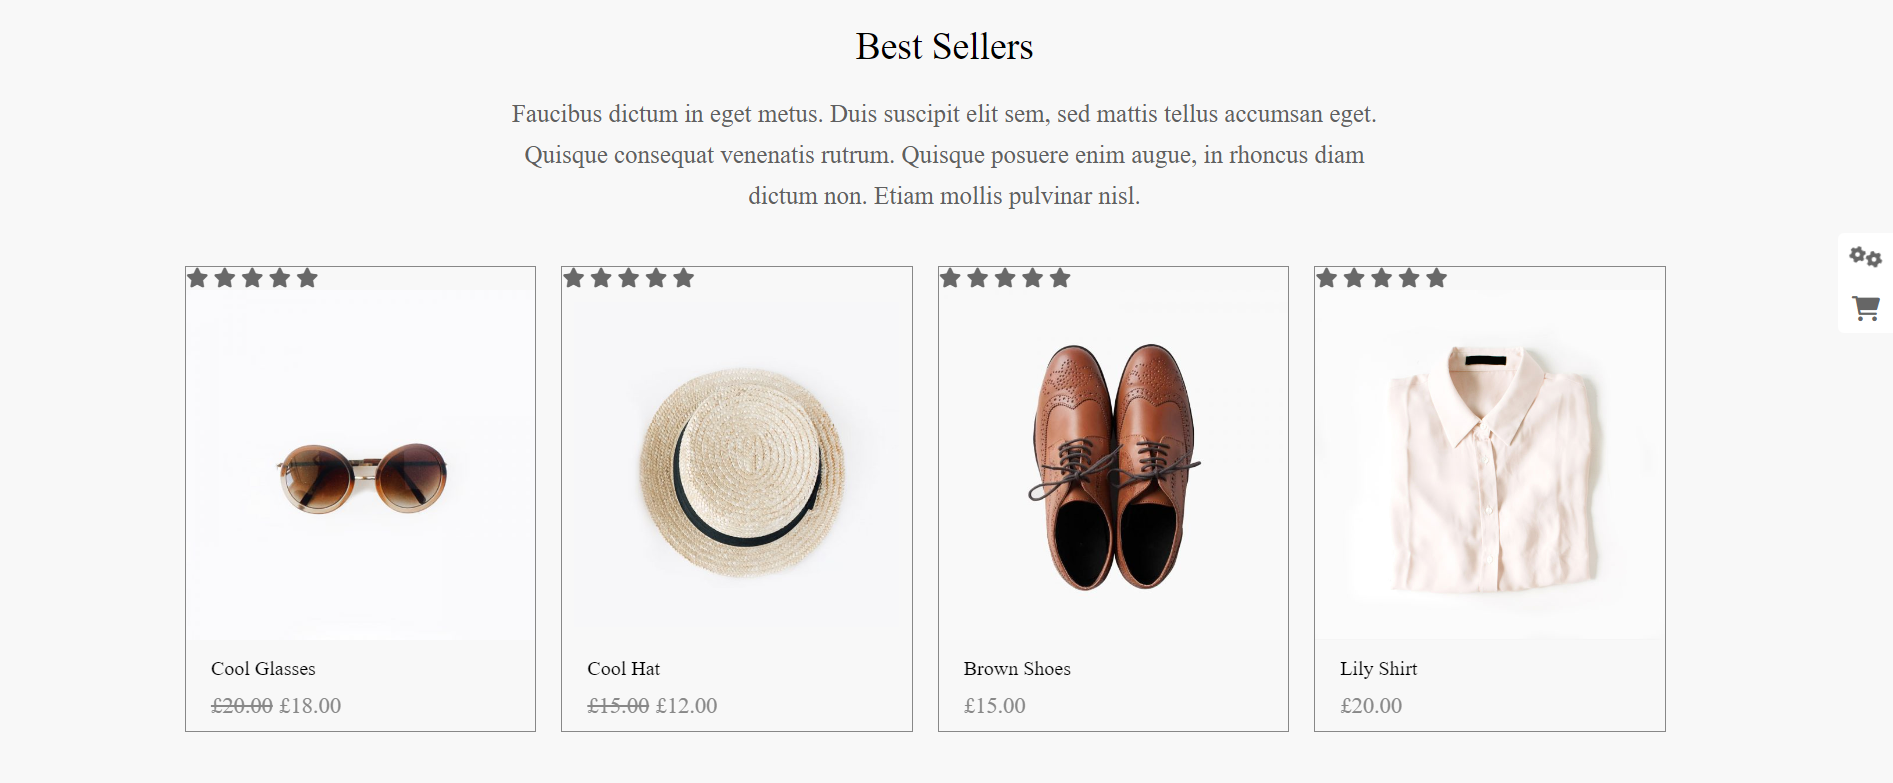 Best Sellers
Faucibus dictum in eget metus. Duis suscipit elit sem, sed mattis tellus accumsan eget.
Quisque consequat venenatis rutrum. Quisque posuere enim augue, in rhoncus diam
dictum non. Etiam mollis pulvinar nisl.
Cool Glasses
£20.00 £18.00
Cool Hat
£15.00 £12.00
Brown Shoes
£15.00
Lily Shirt
£20.00